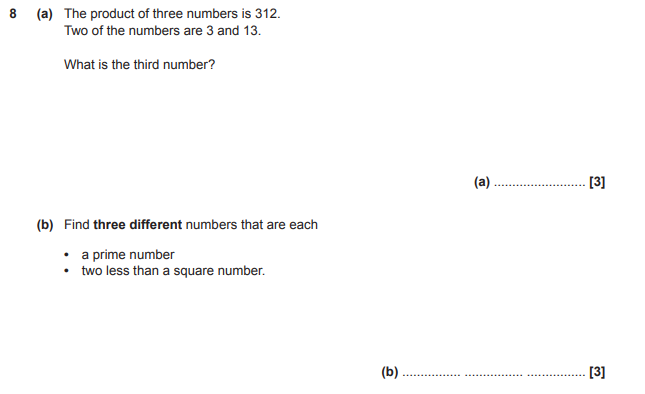 8 (a) The product of three numbers is 312.
Two of the numbers are 3 and 13.
What is the third number?
(a) .......................... [3]
(b) Find three different numbers that are each
• a prime number
• two less than a square number.
(b) ................ ................ ................ [3]